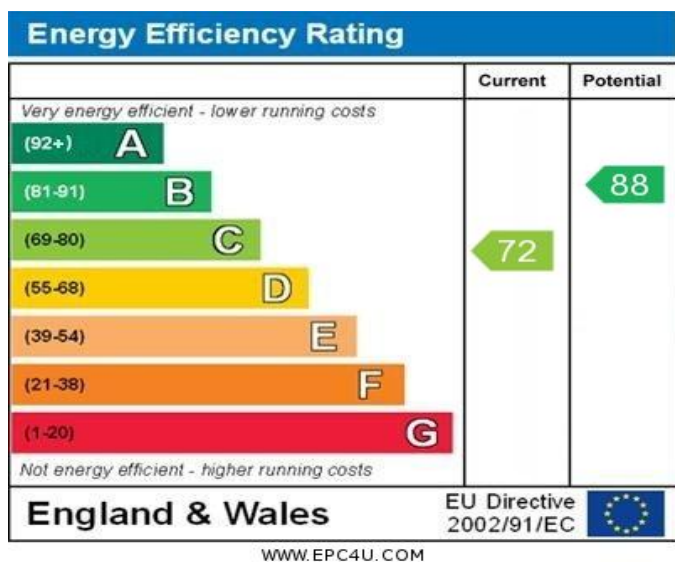 Energy Efficiency Rating
Current Potential
Very energy efficient - lower running costs
(92+) A
(81-91) B
88
(69-80) C
72
(55-68) D
(39-54) E
(21-38) F
(1-20) G
Not energy efficient - higher running costs
England & Wales
EU Directive
2002/91/EC
WWW.EPC4U.COM